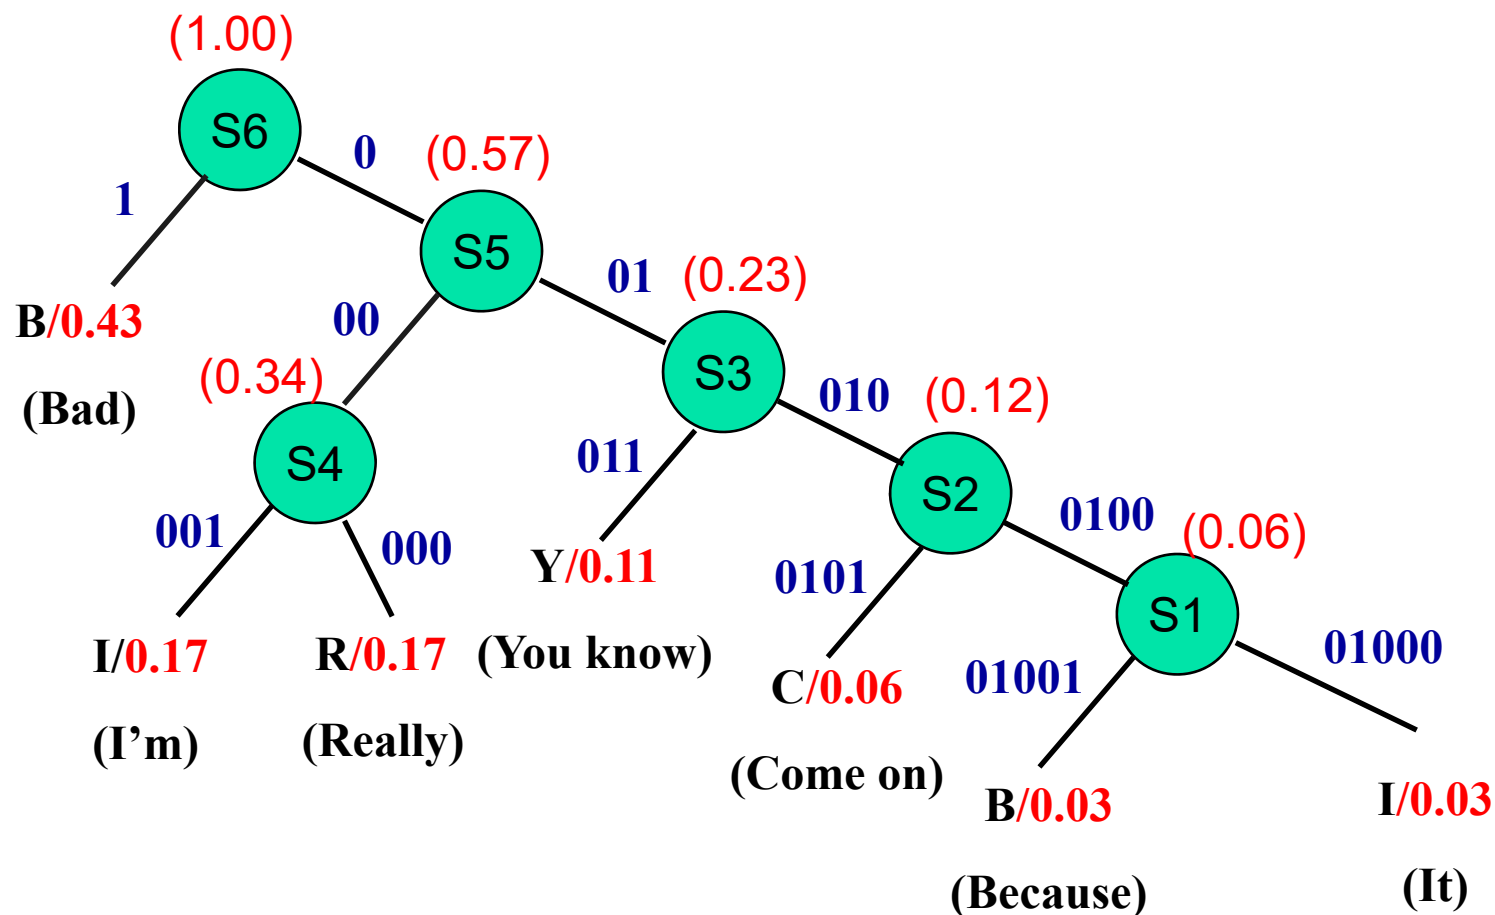 (1.00)
S6
0
(0.57)
1
S5
01
(0.23)
B/0.43
00
S3
(Bad)
(0.34)
010
(0.12)
S4
011
S2
001
000
Y/0.11
0100
(0.06)
0101
S1
I/0.17
R/0.17
(You know)
C/0.06
01001
01000
(I’m)
(Really)
(Come on)
B/0.03
I/0.03
(Because)
(It)